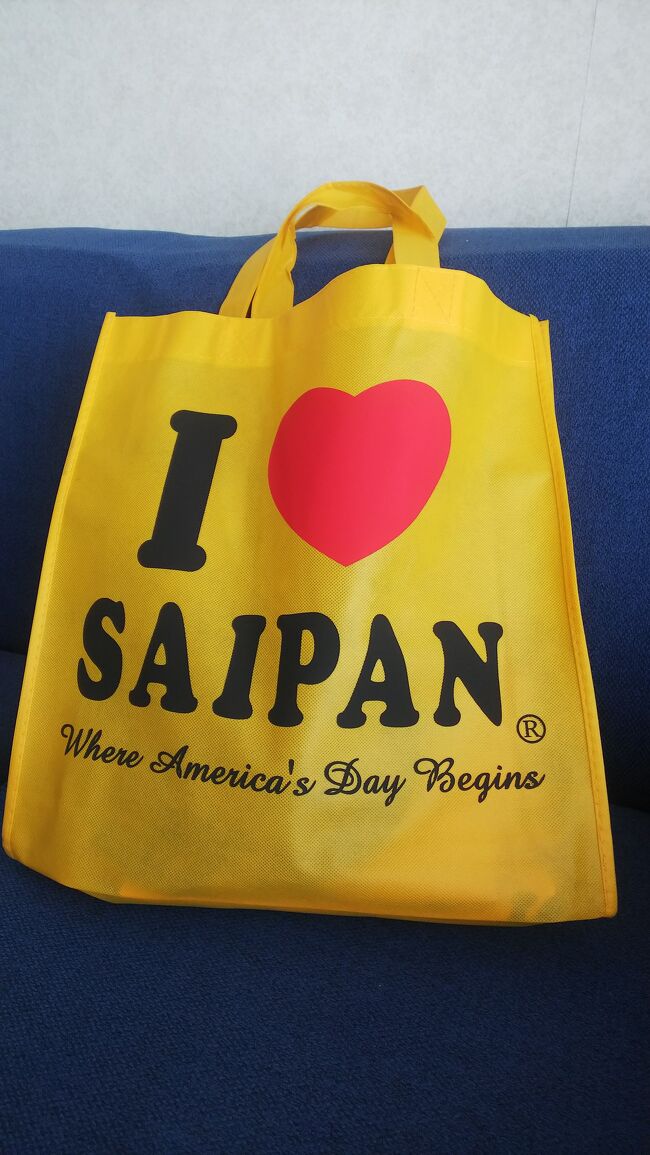 I ❤
SAIPAN®
Where America's Day Begins